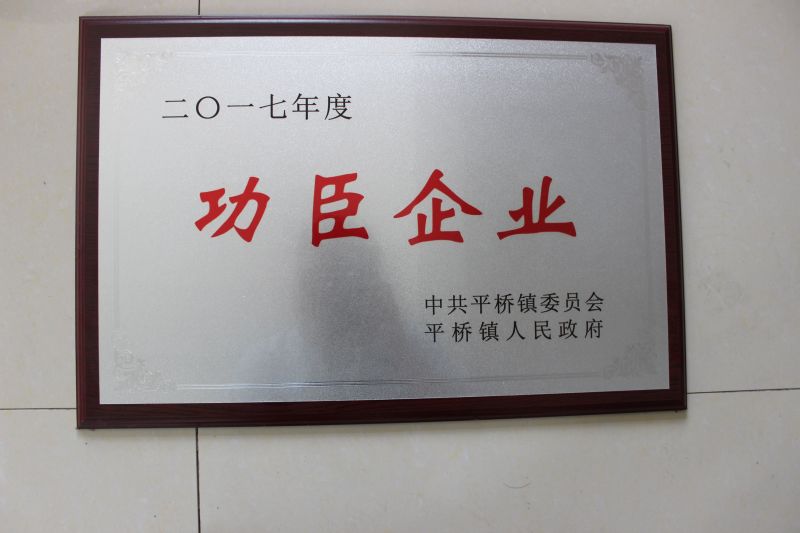 二〇一七年度
功臣企业
中共平桥镇委员会
平桥镇人民政府